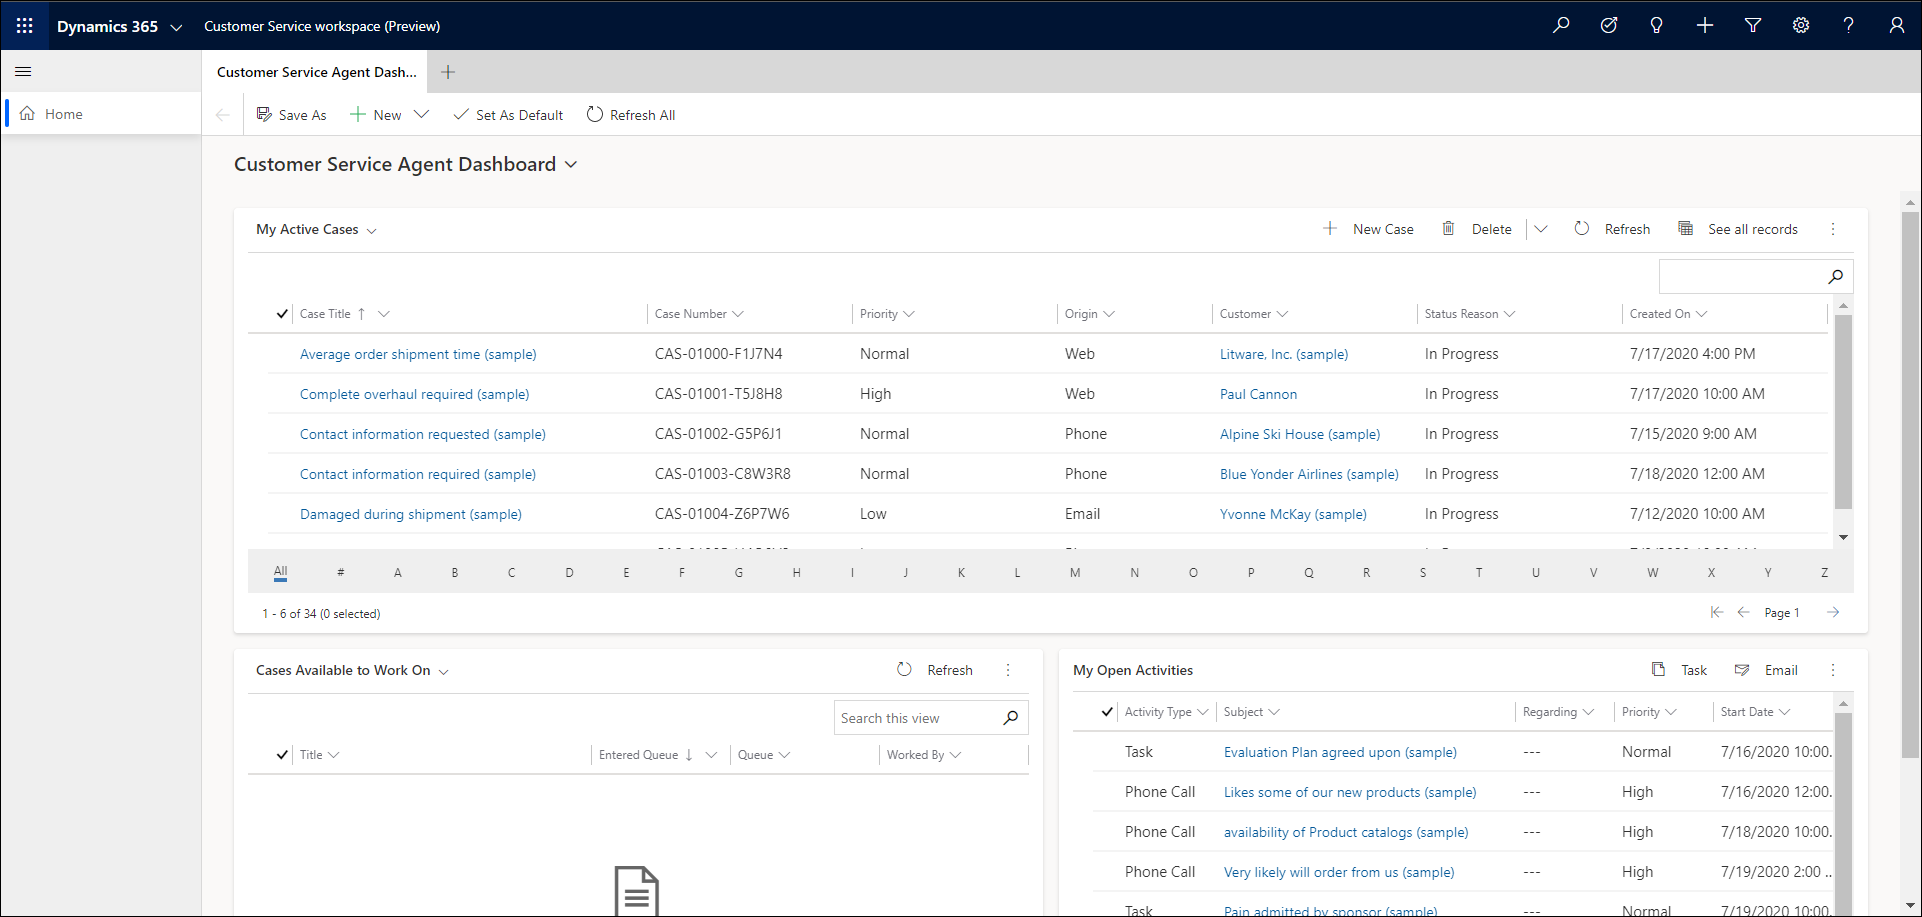 Dynamics 365 Customer Service workspace (Preview)
Customer Service Agent Dash...
Home
Save As New Set As Default Refresh All
Customer Service Agent Dashboard
My Active Cases New Case Delete Refresh See all records
Case Title Case Number Priority Origin Customer Status Reason Created On
Average order shipment time (sample) CAS-01000-F1J7N4 Normal Web Litware, Inc. (sample) In Progress 7/17/2020 4:00 PM
Complete overhaul required (sample) CAS-01001-T5J8H8 High Web Paul Cannon In Progress 7/17/2020 10:00 AM
Contact information requested (sample) CAS-01002-G5P6J1 Normal Phone Alpine Ski House (sample) In Progress 7/15/2020 9:00 AM
Contact information required (sample) CAS-01003-C8W3R8 Normal Phone Blue Yonder Airlines (sample) In Progress 7/18/2020 12:00 AM
Damaged during shipment (sample) CAS-01004-Z6P7W6 Low Email Yvonne McKay (sample) In Progress 7/12/2020 10:00 AM
All # A B C D E F G H I J K L M N O P Q R S T U V W X Y Z
1 - 6 of 34 (0 selected) Page 1
Cases Available to Work On Refresh
Search this view
Title Entered Queue Queue Worked By
My Open Activities Task Email
Activity Type Subject Regarding Priority Start Date
Task Evaluation Plan agreed upon (sample) --- Normal 7/16/2020 10:00...
Phone Call Likes some of our new products (sample) --- High 7/16/2020 12:00...
Phone Call availability of Product catalogs (sample) --- High 7/18/2020 10:00...
Phone Call Very likely will order from us (sample) --- High 7/19/2020 2:00 ...
Task Pain admitted by sponsor (sample) --- Normal 7/19/2020 10:00...